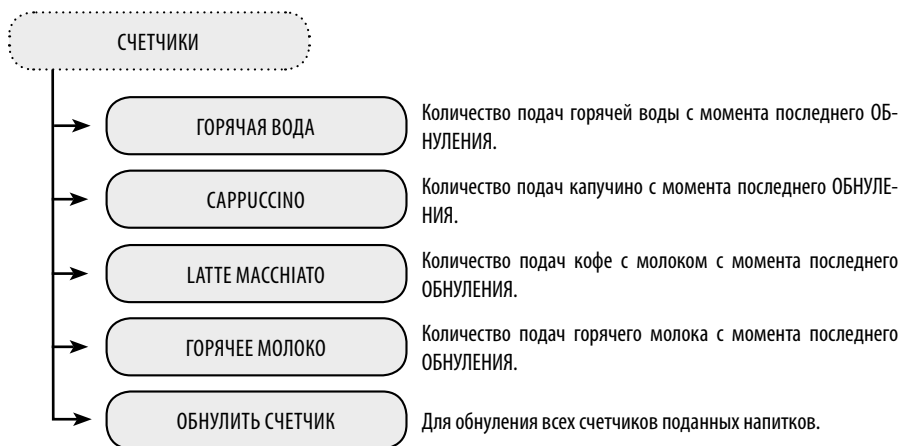 СЧЕТЧИКИ
ГОРЯЧАЯ ВОДА
Количество подач горячей воды с момента последнего ОБ-
НУЛЕНИЯ.
CAPPUCCINO
Количество подач капучино с момента последнего ОБНУЛЕ-
НИЯ.
LATTE MACCHIATO
Количество подач кофе с молоком с момента последнего
ОБНУЛЕНИЯ.
ГОРЯЧЕЕ МОЛОКО
Количество подач горячего молока с момента последнего
ОБНУЛЕНИЯ.
ОБНУЛИТЬ СЧЕТЧИК
Для обнуления всех счетчиков поданных напитков.